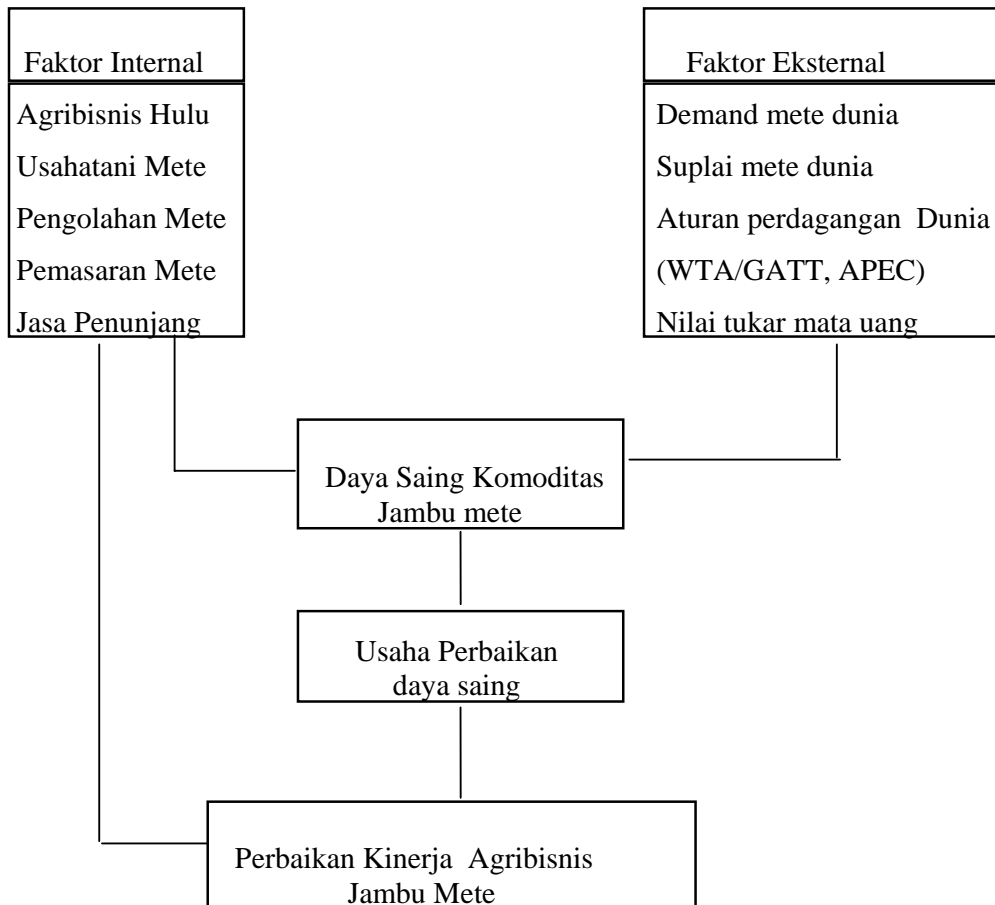 Faktor Internal
Agribisnis Hulu
Usahatani Mete
Pengolahan Mete
Pemasaran Mete
Jasa Penunjang
Faktor Eksternal
Demand mete dunia
Suplai mete dunia
Aturan perdagangan Dunia
(WTA/GATT, APEC)
Nilai tukar mata uang
Daya Saing Komoditas
Jambu mete
Usaha Perbaikan
daya saing
Perbaikan Kinerja Agribisnis
Jambu Mete